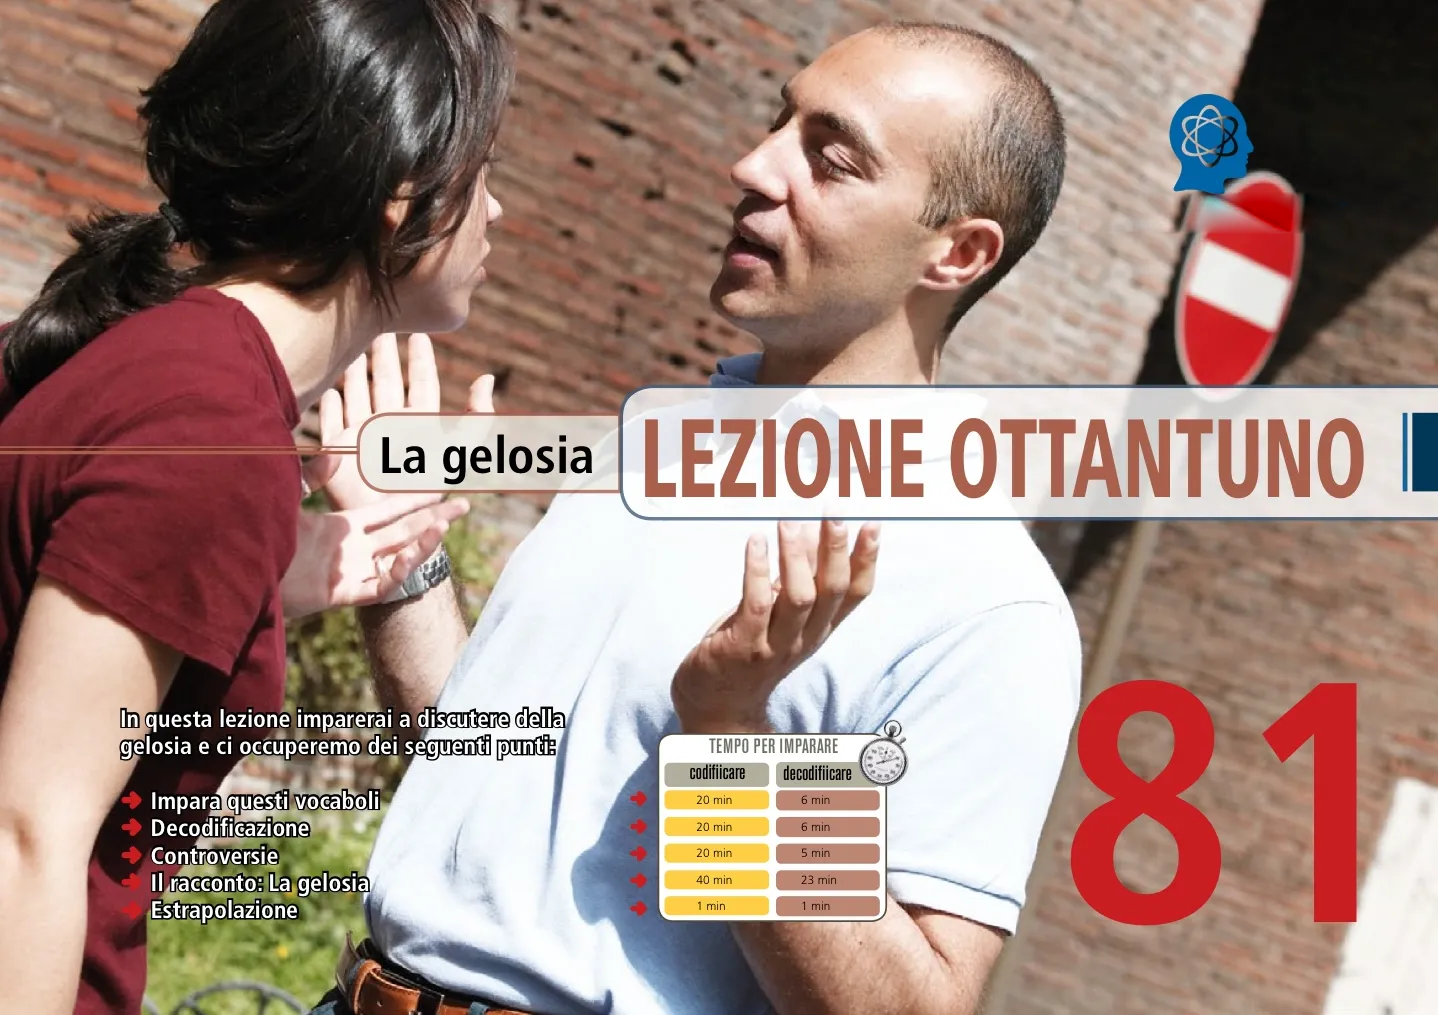 La gelosia
LEZIONE OTTANTUNO
In questa lezione imparerai a discutere della
gelosia e ci occuperemo dei seguenti punti:
Impara questi vocaboli
Decodificazione
Controversie
Il racconto: La gelosia
Estrapolazione
TEMPO PER IMPARARE
codifiicare decodifiicare
20 min 6 min
20 min 6 min
20 min 5 min
40 min 23 min
1 min 1 min
81